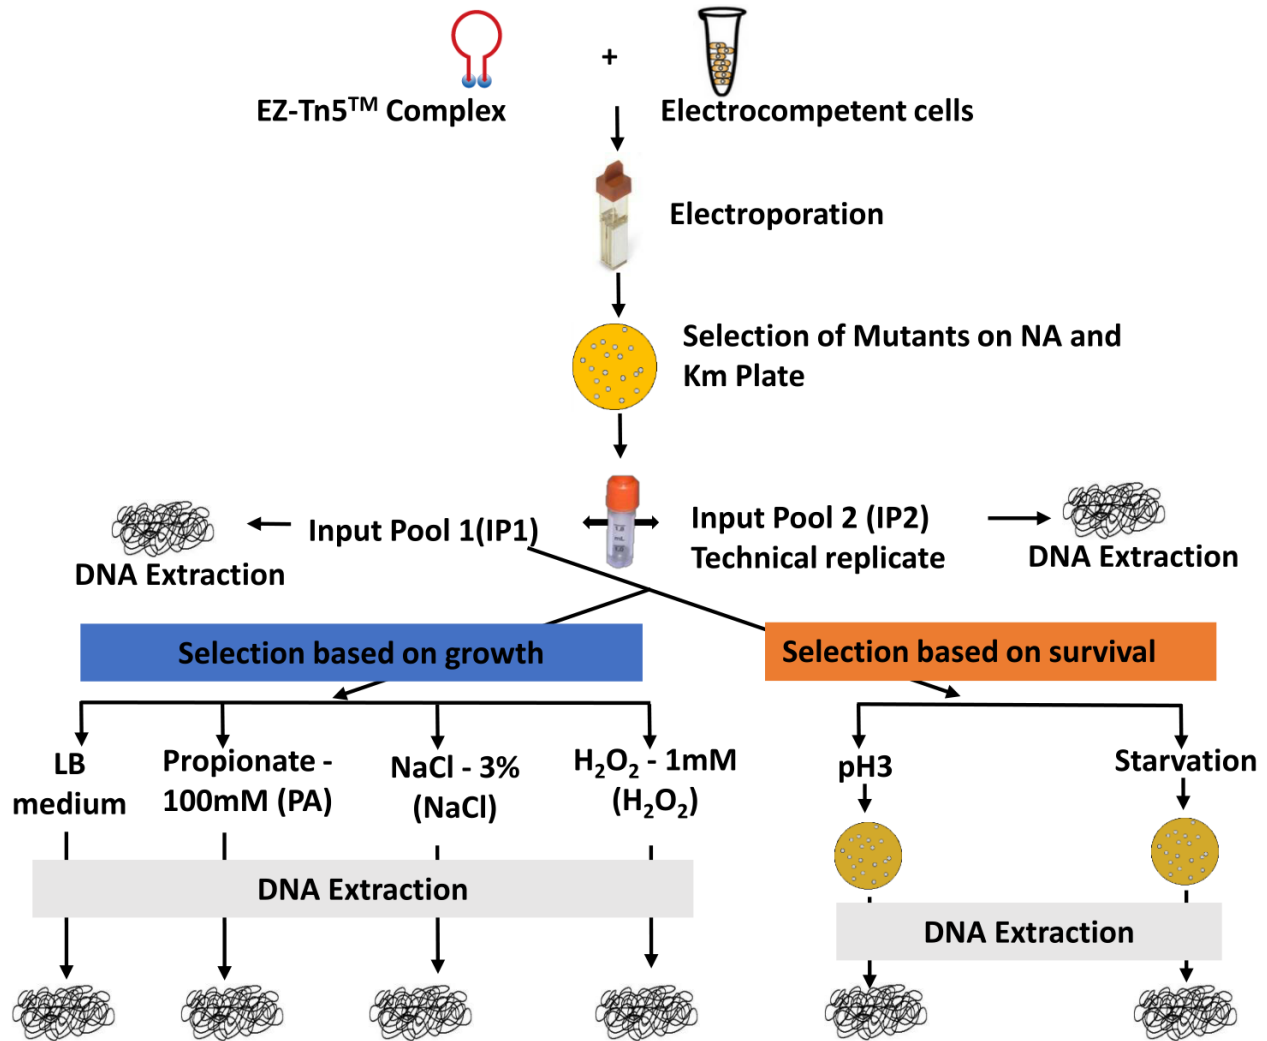 +
EZ-Tn5™ Complex
Electrocompetent cells
Electroporation
Selection of Mutants on NA and
Km Plate
Input Pool 1(IP1)
Input Pool 2 (IP2)
Technical replicate
DNA Extraction
DNA Extraction
Selection based on growth
Selection based on survival
LB
medium
Propionate -
100mM (PA)
NaCl - 3%
(NaCl)
H₂O₂ - 1mM
(H₂O₂)
pH3
Starvation
DNA Extraction
DNA Extraction